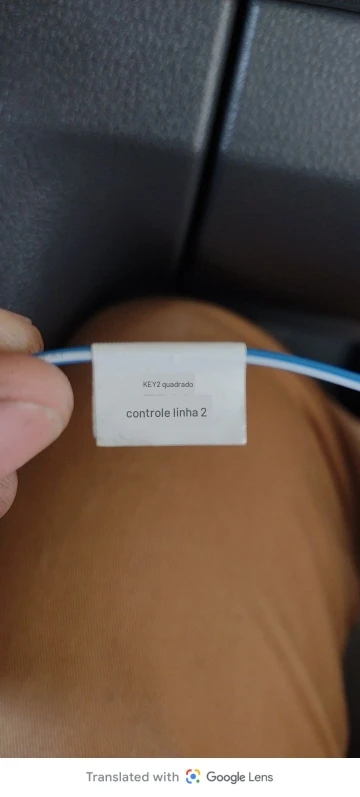 KEY2 quadrado
controle linha 2
Translated with Google Lens